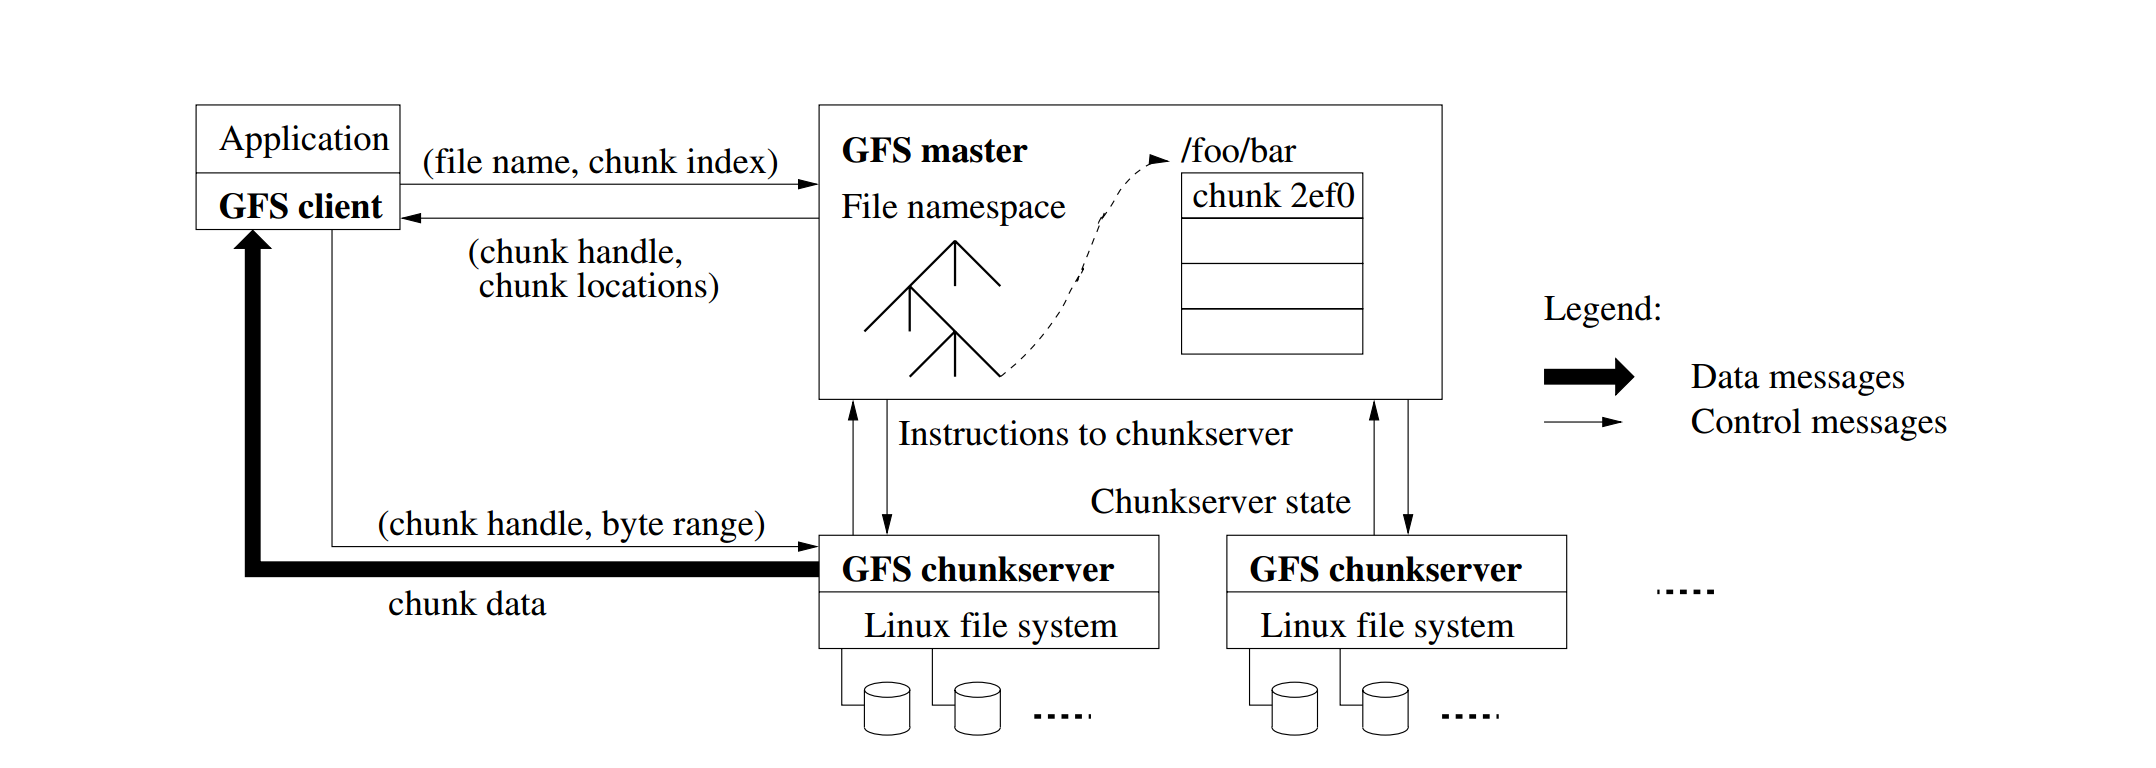 Application
GFS client
(file name, chunk index)
(chunk handle,
chunk locations)
GFS master
File namespace
/foo/bar
chunk 2ef0
Legend:
Data messages
Control messages
Instructions to chunkserver
Chunkserver state
(chunk handle, byte range)
chunk data
GFS chunkserver
Linux file system
GFS chunkserver
Linux file system